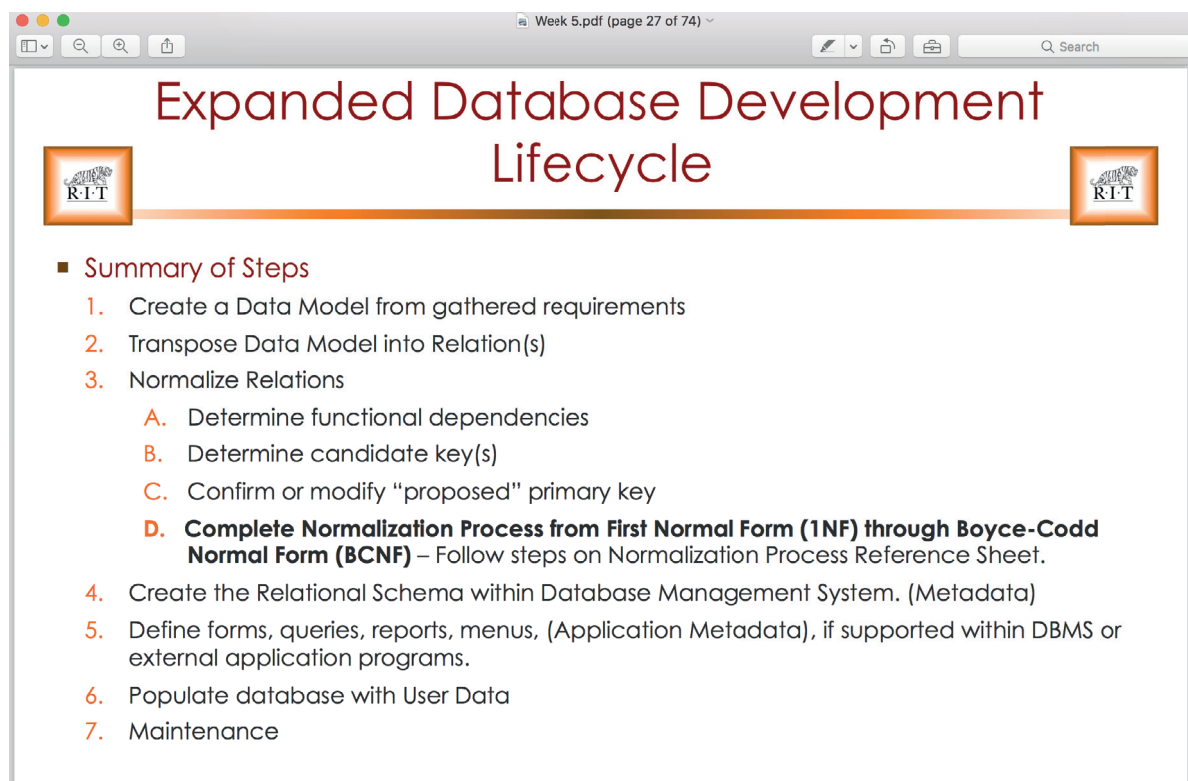 Week 5.pdf (page 27 of 74)
Search
Expanded Database Development
Lifecycle
R·I·T
R·I·T
Summary of Steps
1. Create a Data Model from gathered requirements
2. Transpose Data Model into Relation(s)
3. Normalize Relations
A. Determine functional dependencies
B. Determine candidate key(s)
C. Confirm or modify “proposed” primary key
D. Complete Normalization Process from First Normal Form (1NF) through Boyce-Codd
Normal Form (BCNF) – Follow steps on Normalization Process Reference Sheet.
4. Create the Relational Schema within Database Management System. (Metadata)
5. Define forms, queries, reports, menus, (Application Metadata), if supported within DBMS or
external application programs.
6. Populate database with User Data
7. Maintenance